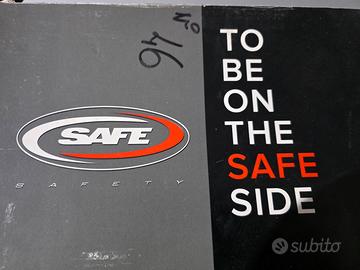 N° 46
SAFE
SAFETY
TO
BE
ON
THE
SAFE
SIDE
subito